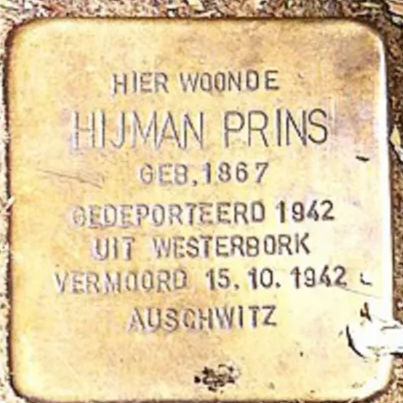 HIER WOONDE
HIJMAN PRINS
GEB. 1867
GEDEPORTEERD 1942
UIT WESTERBORK
VERMOORD 15.10.1942
AUSCHWITZ